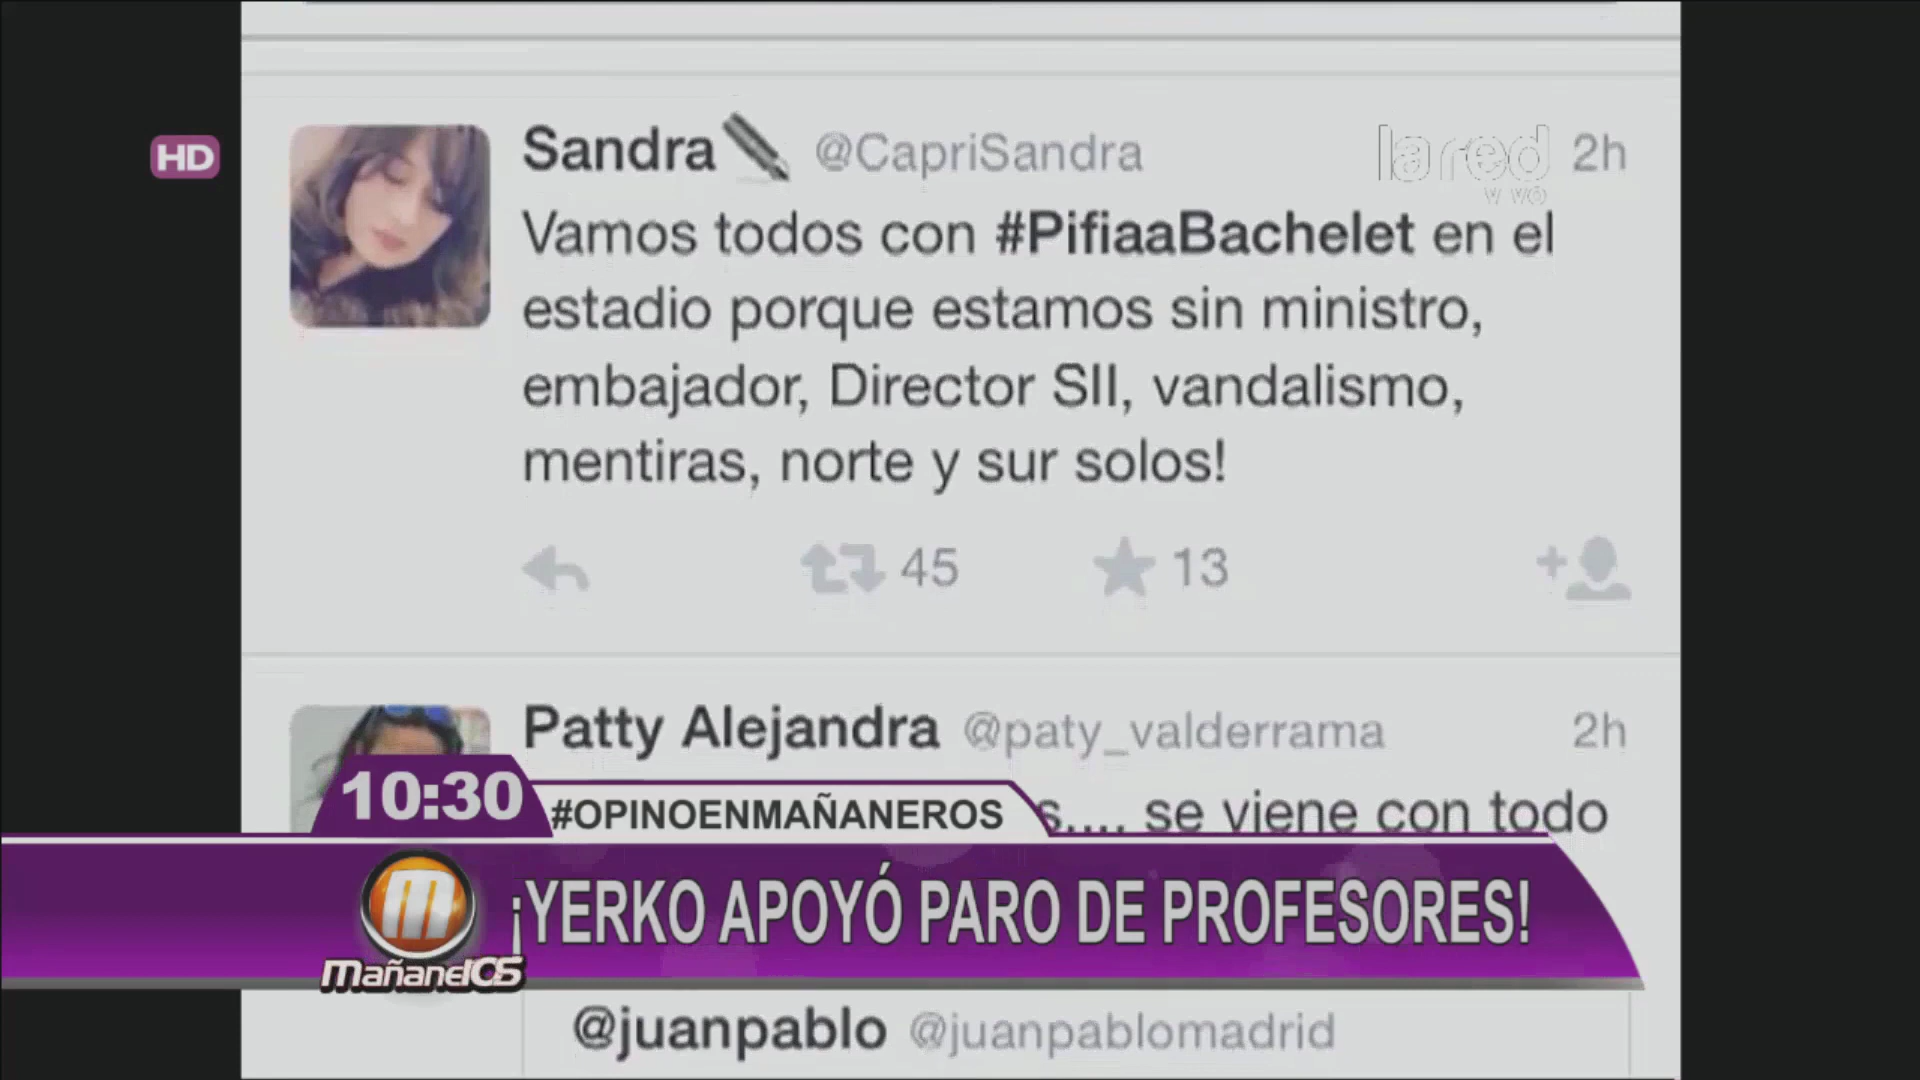 HD
Sandra @CapriSandra
la red 2h
vivo
Vamos todos con #PifiaaBachelet en el
estadio porque estamos sin ministro,
embajador, Director SII, vandalismo,
mentiras, norte y sur solos!
45 13
Patty Alejandra @paty_valderrama 2h
10:30
#OPINOENMAÑANEROS
s.... se viene con todo
¡YERKO APOYÓ PARO DE PROFESORES!
M
Mañaneros
@juanpablo @juanpablomadrid